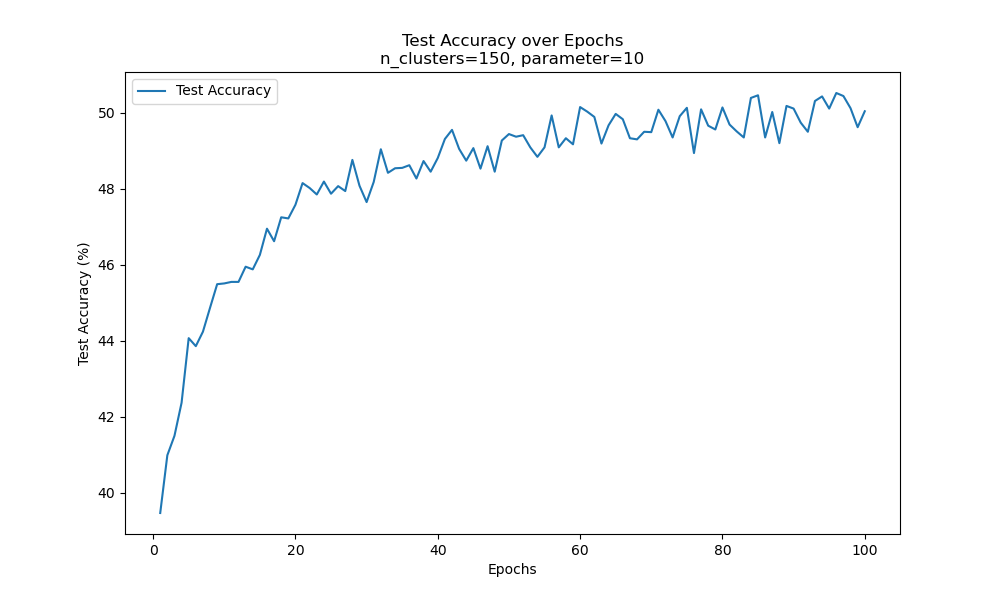 Test Accuracy over Epochs
n_clusters=150, parameter=10
Test Accuracy
Test Accuracy (%)
50
48
46
44
42
40
0 20 40 60 80 100
Epochs